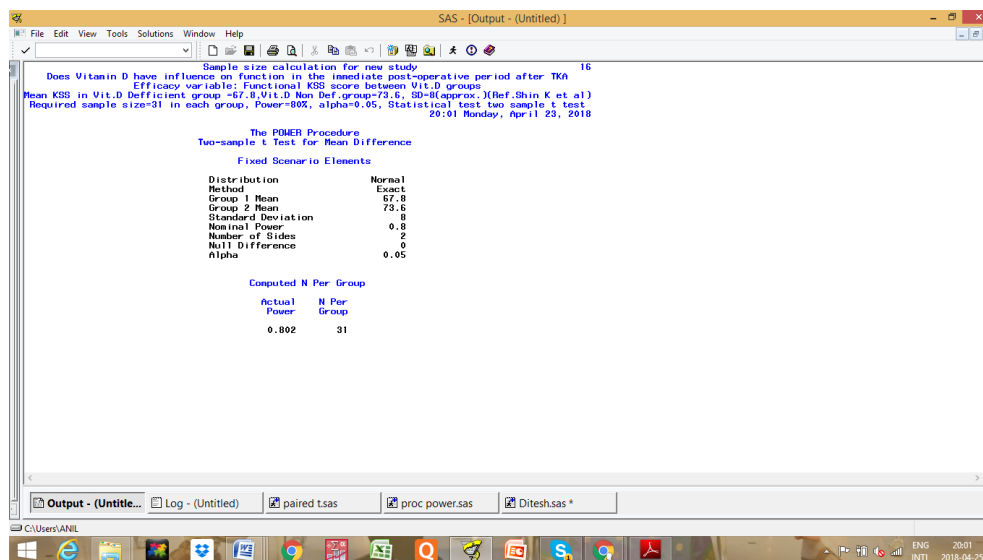 SAS - [Output - (Untitled) ]
File Edit View Tools Solutions Window Help
Sample size calculation for new study 16
Does Vitamin D have influence on function in the immediate post-operative period after TKA
Efficacy variable: Functional KSS score between Vit.D groups
Mean KSS in Vit.D Defficient group =67.8,Vit.D Non Def.group=73.6, SD=8(approx.)(Ref.Shin K et al)
Required sample size=31 in each group, Power=80%, alpha=0.05, Statistical test two sample t test
20:01 Monday, April 23, 2018
The POWER Procedure
Two-sample t Test for Mean Difference
Fixed Scenario Elements
Distribution Normal
Method Exact
Group 1 Mean 67.8
Group 2 Mean 73.6
Standard Deviation 8
Nominal Power 0.8
Number of Sides 2
Null Difference 0
Alpha 0.05
Computed N Per Group
Actual N Per
Power Group
0.802 31
Output - (Untitle... Log - (Untitled) paired t.sas proc power.sas Ditesh.sas *
C:\Users\ANIL
ENG 20:01
INTL 2018-04-25